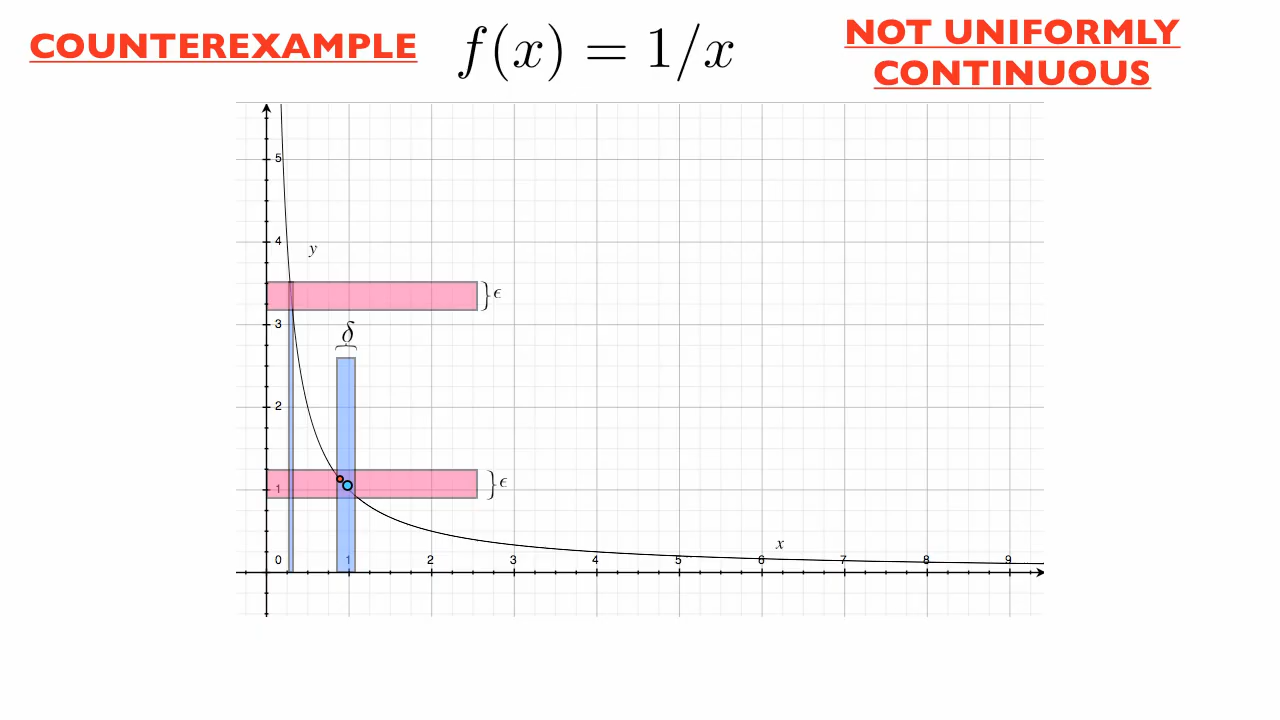 COUNTEREXAMPLE
f(x) = 1/x
NOT UNIFORMLY
CONTINUOUS
5
4
y
ϵ
3
δ
2
1
ϵ
x
0 1 2 3 4 5 6 7 8 9